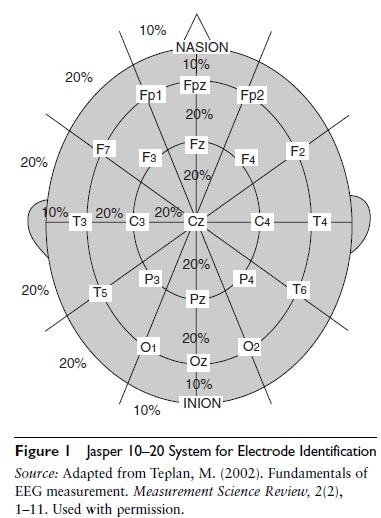 10%
NASION
10%
20%
Fpz
Fp1
Fp2
20%
F7
F3
Fz
F4
F2
20%
20%
10%
T3
20%
C3
20%
Cz
C4
T4
20%
20%
T5
P3
Pz
P4
T6
20%
O1
Oz
O2
20%
10%
INION
10%
Figure 1 Jasper 10–20 System for Electrode Identification
Source: Adapted from Teplan, M. (2002). Fundamentals of
EEG measurement. Measurement Science Review, 2(2),
1–11. Used with permission.